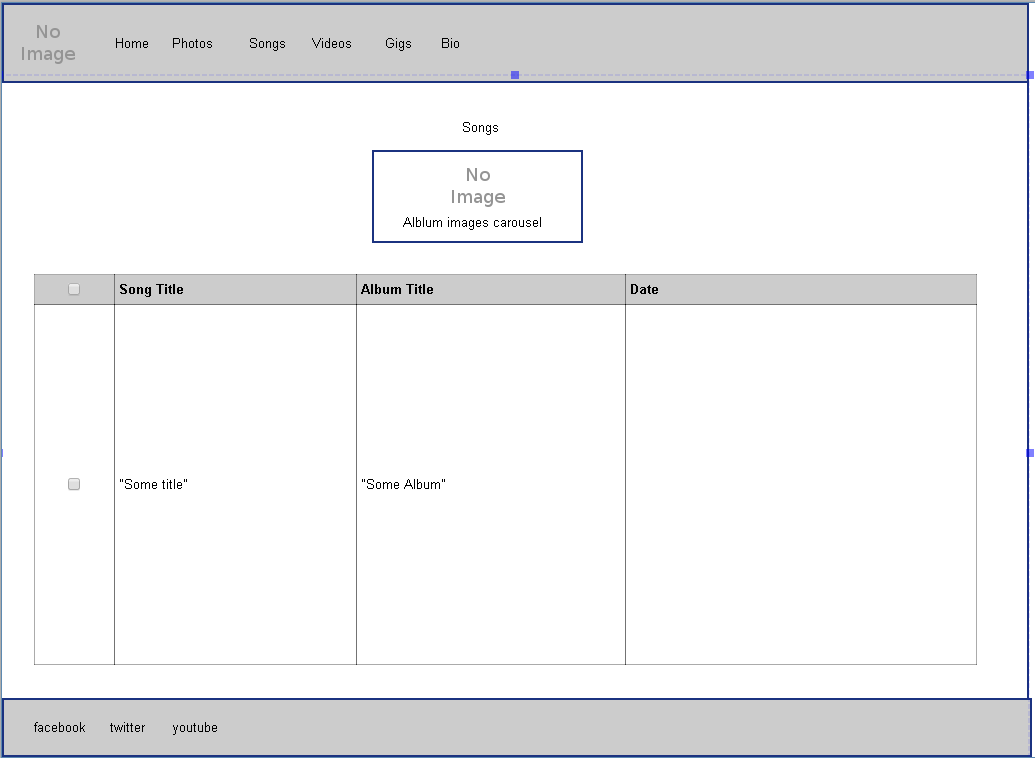 No
Image
Home Photos Songs Videos Gigs Bio
Songs
No
Image
Alblum images carousel
Song Title Album Title Date
"Some title" "Some Album"
facebook twitter youtube